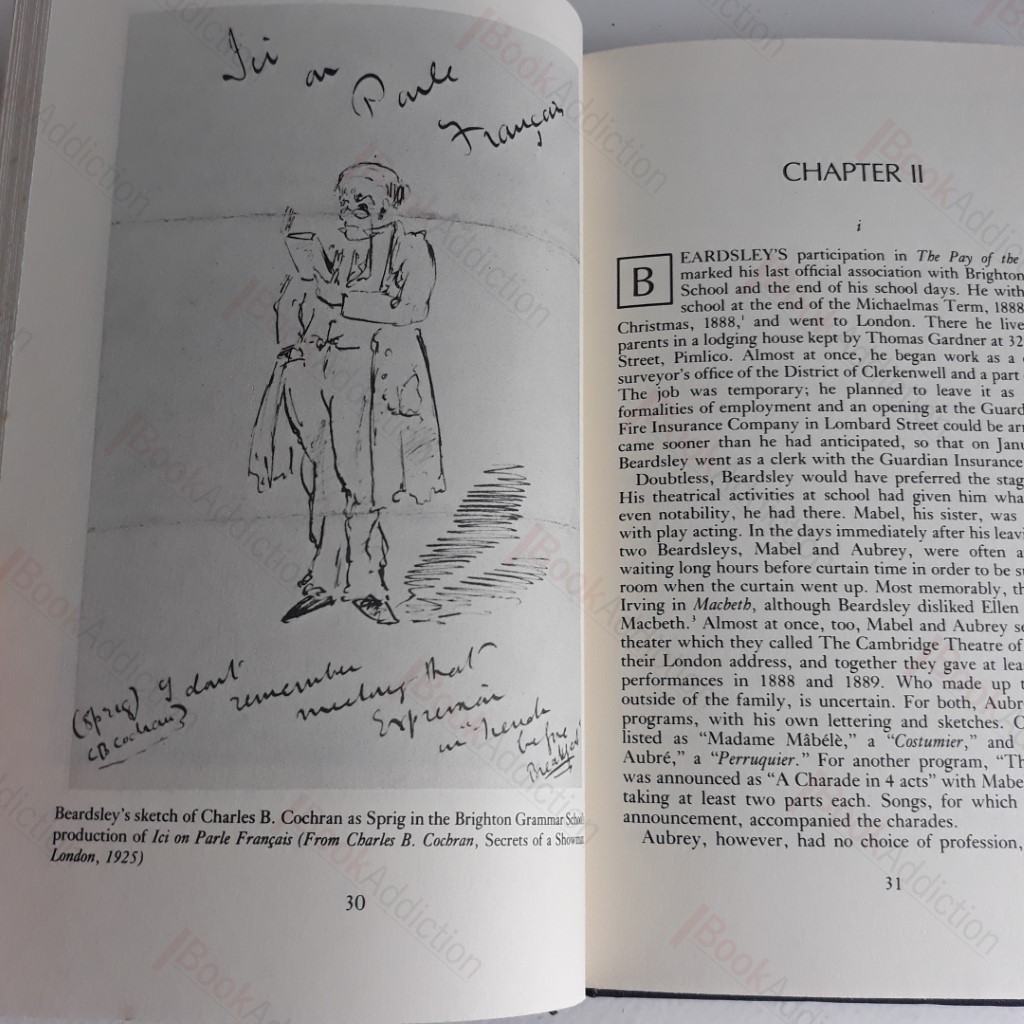 Ici on Parle Français
(Sprig) I don't remember meeting that
(CB Cochran) Expression
in "French before Breakfast"
Beardsley's sketch of Charles B. Cochran as Sprig in the Brighton Grammar School
production of Ici on Parle Français (From Charles B. Cochran, Secrets of a Showman
London, 1925)
30
CHAPTER II
i
BEARDSLEY'S participation in The Pay of the
marked his last official association with Brighton
School and the end of his school days. He with
school at the end of the Michaelmas Term, 1888
Christmas, 1888,¹ and went to London. There he live
parents in a lodging house kept by Thomas Gardner at 32
Street, Pimlico. Almost at once, he began work as a
surveyor's office of the District of Clerkenwell and a part
The job was temporary; he planned to leave it as
formalities of employment and an opening at the Guard
Fire Insurance Company in Lombard Street could be arr
came sooner than he had anticipated, so that on Janu
Beardsley went as a clerk with the Guardian Insurance
Doubtless, Beardsley would have preferred the stag
His theatrical activities at school had given him wha
even notability, he had there. Mabel, his sister, was
with play acting. In the days immediately after his leavi
two Beardsleys, Mabel and Aubrey, were often a
waiting long hours before curtain time in order to be su
room when the curtain went up. Most memorably, th
Irving in Macbeth, although Beardsley disliked Ellen
Macbeth.³ Almost at once, too, Mabel and Aubrey se
theater which they called The Cambridge Theatre of
their London address, and together they gave at lea
performances in 1888 and 1889. Who made up t
outside of the family, is uncertain. For both, Aubre
programs, with his own lettering and sketches. O
listed as "Madame Mâbélè," a "Costumier," and
Aubré," a "Perruquier." For another program, "Th
was announced as "A Charade in 4 acts" with Mabe
taking at least two parts each. Songs, for which
announcement, accompanied the charades.
Aubrey, however, had no choice of profession,
31
BookAddiction